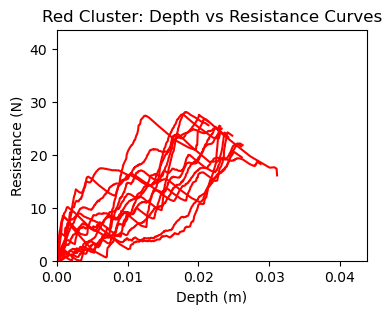 Red Cluster: Depth vs Resistance Curves
Resistance (N)
40
30
20
10
0
0.00 0.01 0.02 0.03 0.04
Depth (m)